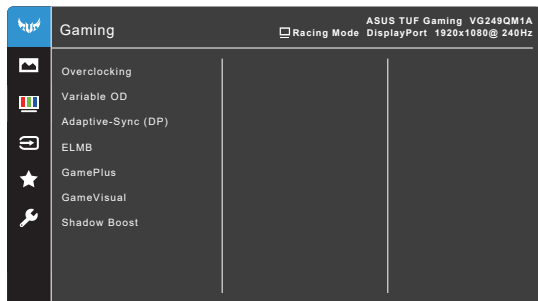 Gaming
ASUS TUF Gaming VG249QM1A
Racing Mode DisplayPort 1920x1080@ 240Hz
Overclocking
Variable OD
Adaptive-Sync (DP)
ELMB
GamePlus
GameVisual
Shadow Boost